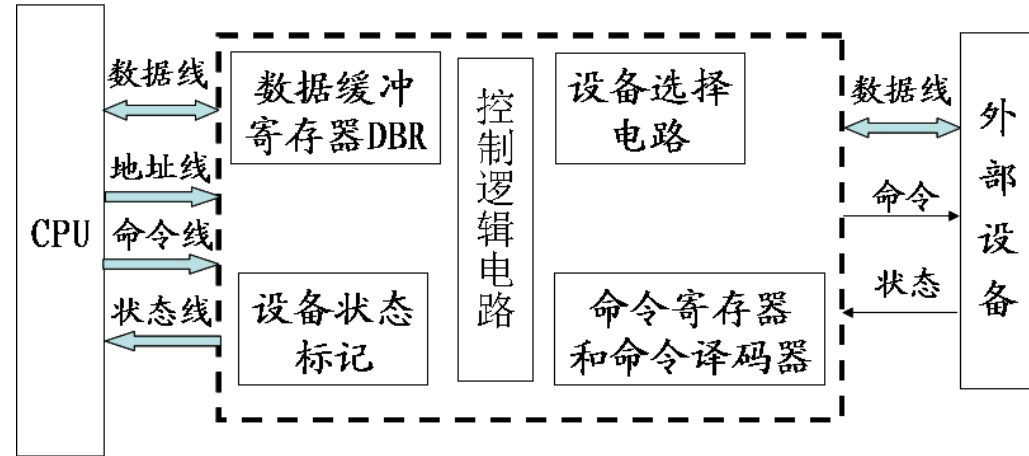 CPU
数据线
地址线
命令线
状态线
数据缓冲
寄存器DBR
设备状态
标记
控制逻辑电路
设备选择
电路
命令寄存器
和命令译码器
数据线
命令
状态
外部设备